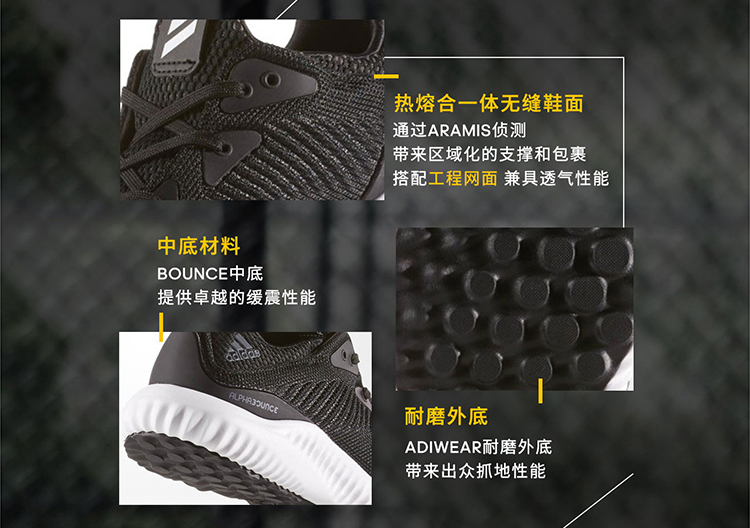 热熔合一体无缝鞋面
通过ARAMIS侦测
带来区域化的支撑和包裹
搭配工程网面 兼具透气性能
中底材料
BOUNCE中底
提供卓越的缓震性能
adidas
ALPHABOUNCE
耐磨外底
ADIWEAR耐磨外底
带来出众抓地性能